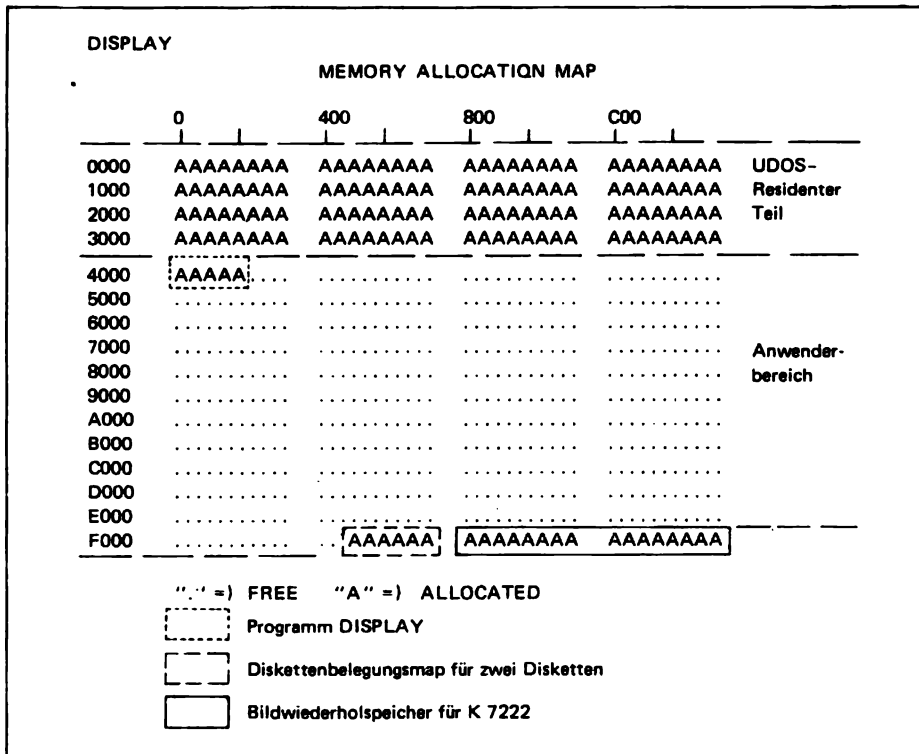 DISPLAY
MEMORY ALLOCATION MAP
0 400 800 C00
0000 AAAAAAAA AAAAAAAA AAAAAAAA AAAAAAAA UDOS-
1000 AAAAAAAA AAAAAAAA AAAAAAAA AAAAAAAA Residenter
2000 AAAAAAAA AAAAAAAA AAAAAAAA AAAAAAAA Teil
3000 AAAAAAAA AAAAAAAA AAAAAAAA AAAAAAAA
4000 AAAAA... ........ ........ ........
5000 ........ ........ ........ ........
6000 ........ ........ ........ ........
7000 ........ ........ ........ ........ Anwender-
8000 ........ ........ ........ ........ bereich
9000 ........ ........ ........ ........
A000 ........ ........ ........ ........
B000 ........ ........ ........ ........
C000 ........ ........ ........ ........
D000 ........ ........ ........ ........
E000 ........ ........ ........ ........
F000 ........ ..AAAAAA AAAAAAAA AAAAAAAA
"." =) FREE "A" =) ALLOCATED
Programm DISPLAY
Diskettenbelegungsmap für zwei Disketten
Bildwiederholspeicher für K 7222